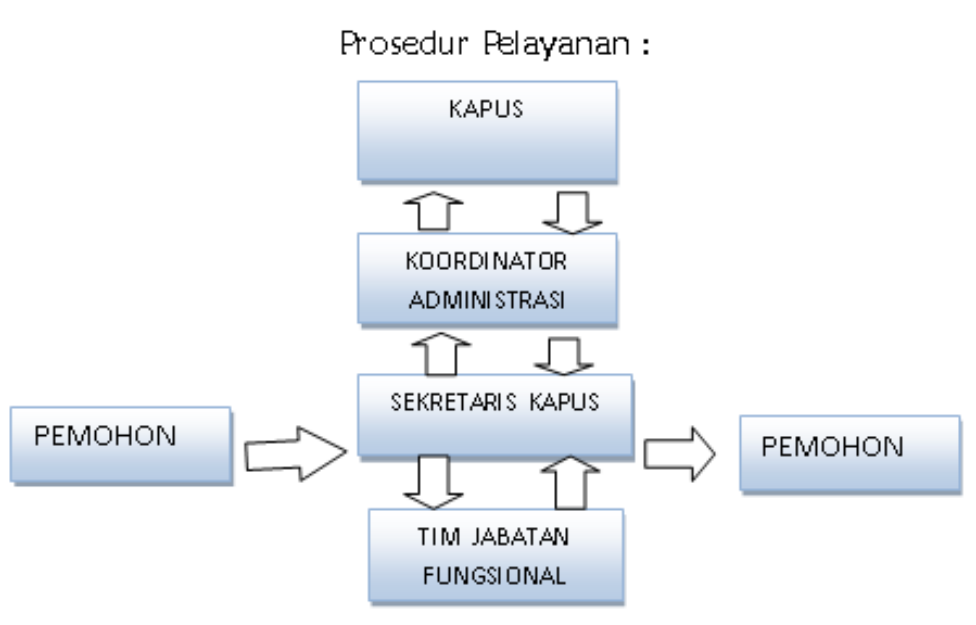 Prosedur Pelayanan :
KAPUS
KOORDINATOR
ADMINISTRASI
SEKRETARIS KAPUS
PEMOHON
PEMOHON
TIM JABATAN
FUNGSIONAL